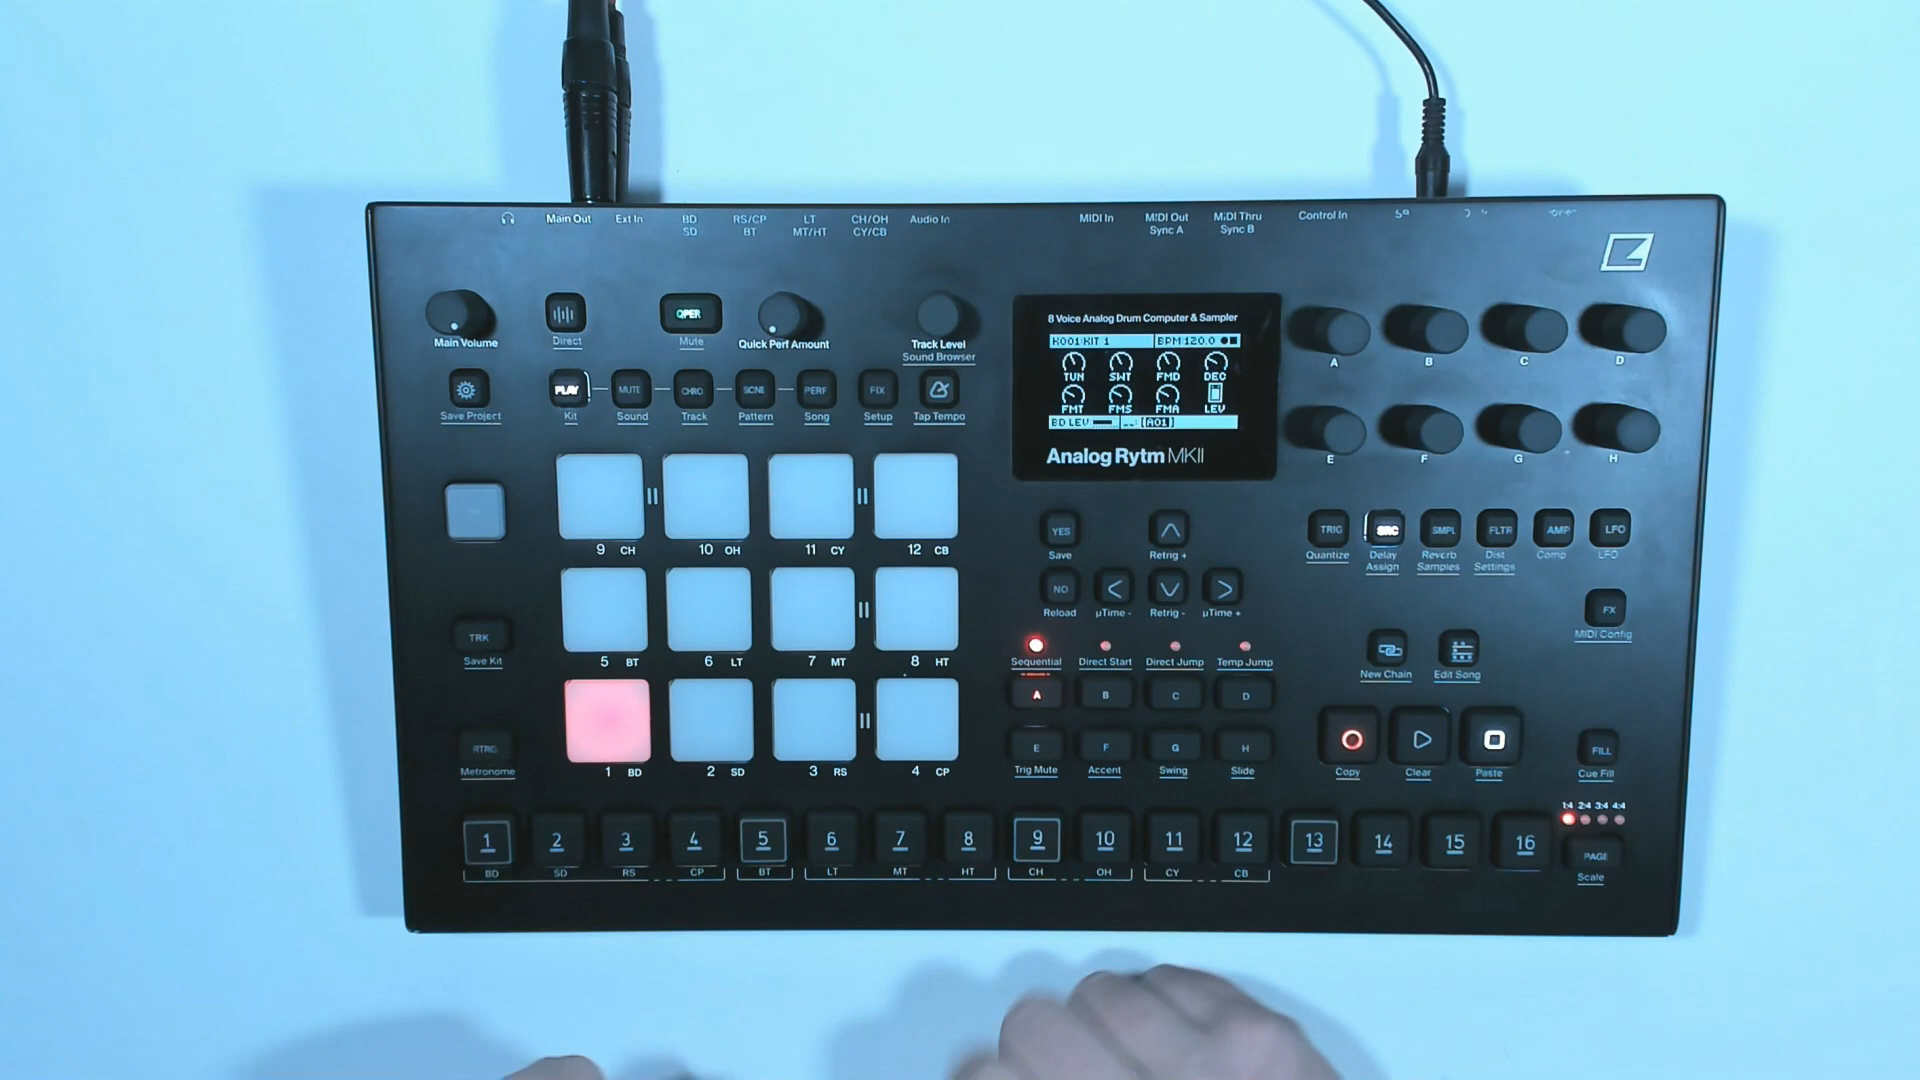 Main Out Ext In BD RS/CP LT CH/OH Audio In MIDI In MIDI Out MIDI Thru Control In
SD BT MT/HT CY/CB Sync A Sync B
QPER
Main Volume Direct Mute Quick Perf Amount Track Level
Sound Browser
8 Voice Analog Drum Computer & Sampler
K001:KIT 1 BPM 120.0
TUN SWT FMD DEC
FMT FMS FMA LEV
BD LEV [A01]
Analog Rytm MKII
A B C D
E F G H
PLAY MUTE CHRO SCNE PERF FIX
Save Project Kit Sound Track Pattern Song Setup Tap Tempo
9 CH 10 OH 11 CY 12 CB
5 BT 6 LT 7 MT 8 HT
1 BD 2 SD 3 RS 4 CP
TRK
Save Kit
RTRG
Metronome
YES
Save Retrig +
NO
Reload µTime - Retrig - µTime +
Sequential Direct Start Direct Jump Temp Jump
A B C D
E F G H
Trig Mute Accent Swing Slide
TRIG SRC SMPL FLTR AMP LFO
Quantize Delay Reverb Dist Comp LFO
Assign Samples Settings
FX
MIDI Config
New Chain Edit Song
Copy Clear Paste
FILL
Cue Fill
1:4 2:4 3:4 4:4
PAGE
Scale
1 2 3 4 5 6 7 8 9 10 11 12 13 14 15 16
BD SD RS CP BT LT MT HT CH OH CY CB